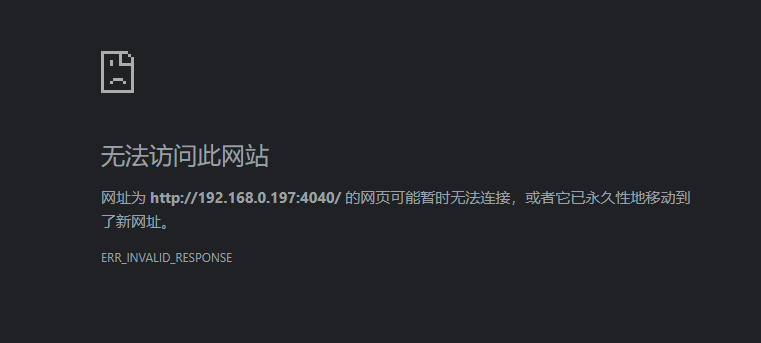 无法访问此网站
网址为 http://192.168.0.197:4040/ 的网页可能暂时无法连接，或者它已永久性地移动到
了新网址。
ERR_INVALID_RESPONSE